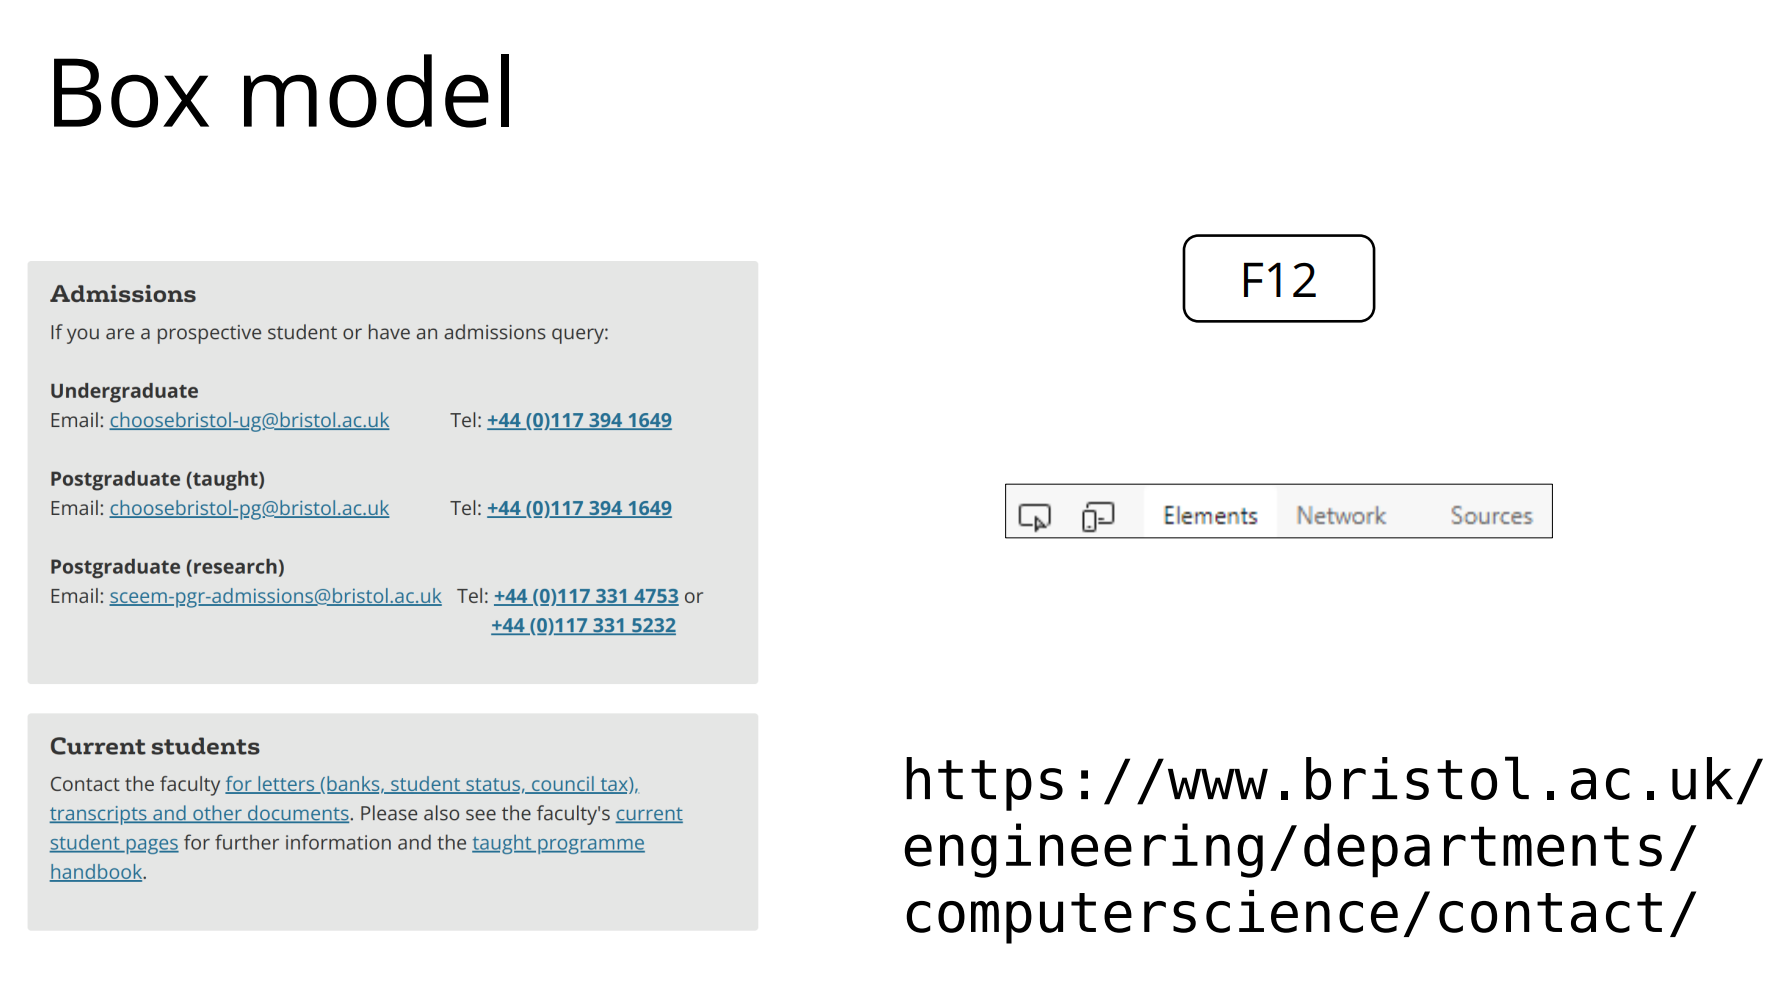 Box model
Admissions
If you are a prospective student or have an admissions query:
Undergraduate
Email: choosebristol-ug@bristol.ac.uk Tel: +44 (0)117 394 1649
Postgraduate (taught)
Email: choosebristol-pg@bristol.ac.uk Tel: +44 (0)117 394 1649
Postgraduate (research)
Email: sceem-pgr-admissions@bristol.ac.uk Tel: +44 (0)117 331 4753 or
+44 (0)117 331 5232
Current students
Contact the faculty for letters (banks, student status, council tax),
transcripts and other documents. Please also see the faculty's current
student pages for further information and the taught programme
handbook.
F12
Elements Network Sources
https://www.bristol.ac.uk/
engineering/departments/
computerscience/contact/